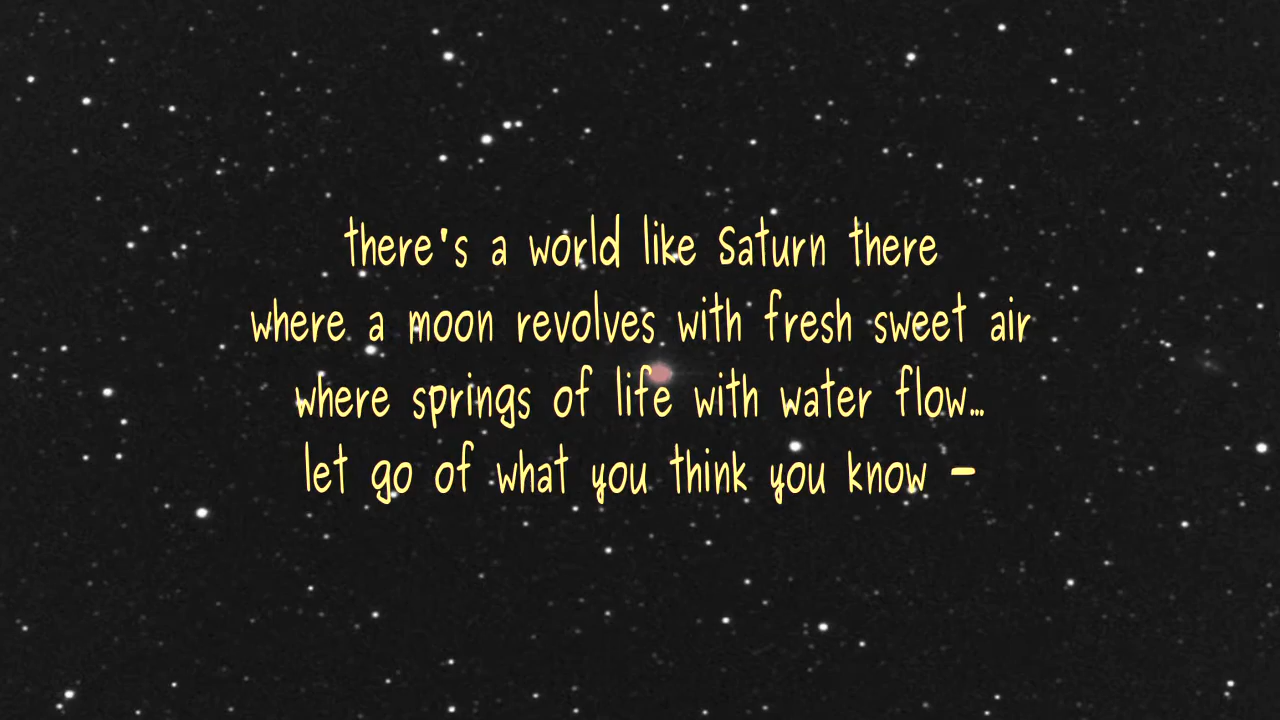 there's a world like Saturn there
where a moon revolves with fresh sweet air
where springs of life with water flow...
let go of what you think you know -